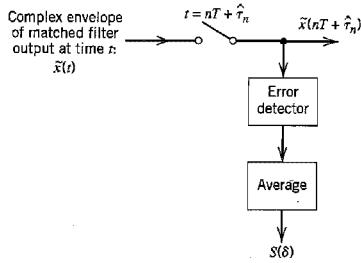 Complex envelope
of matched filter
output at time t:
x̃(t)
t = nT + τ̂ₙ
x̃(nT + τ̂ₙ)
Error
detector
Average
S(δ)